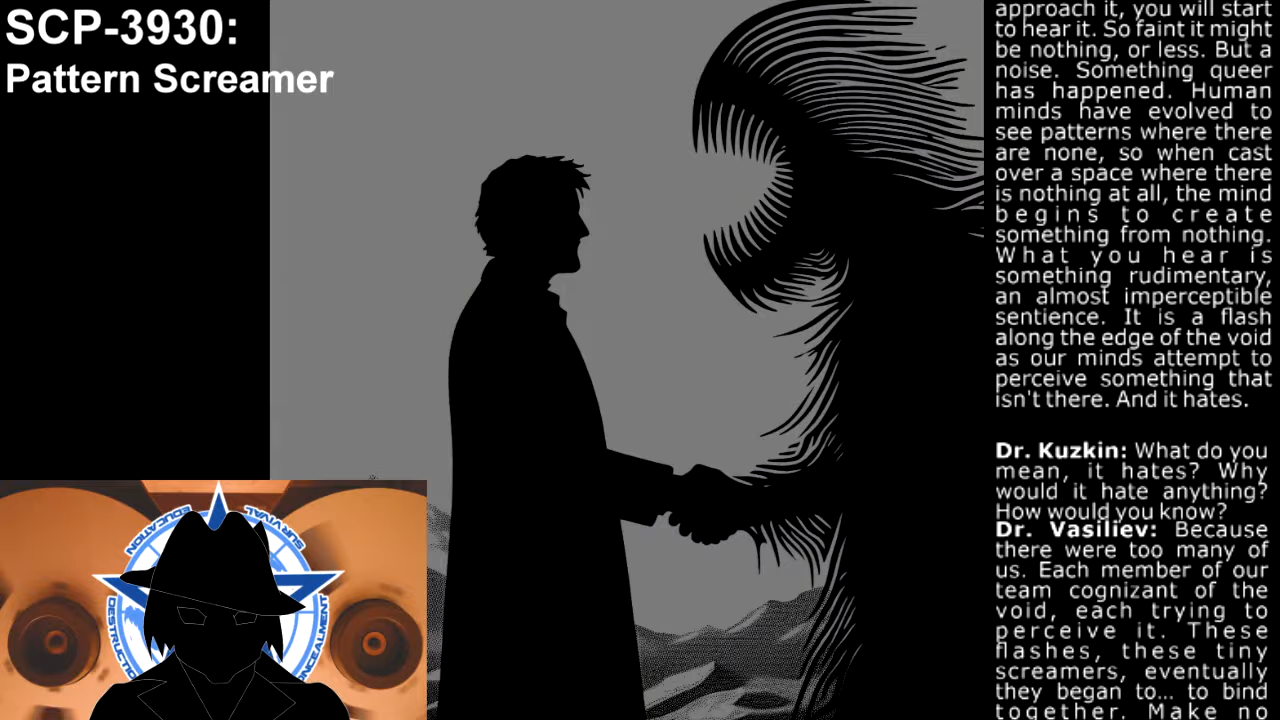 SCP-3930:
Pattern Screamer
approach it, you will start
to hear it. So faint it might
be nothing, or less. But a
noise. Something queer
has happened. Human
minds have evolved to
see patterns where there
are none, so when cast
over a space where there
is nothing at all, the mind
begins to create
something from nothing.
What you hear is
something rudimentary,
an almost imperceptible
sentience. It is a flash
along the edge of the void
as our minds attempt to
perceive something that
isn't there. And it hates.
Dr. Kuzkin: What do you
mean, it hates? Why
would it hate anything?
How would you know?
Dr. Vasiliev: Because
there were too many of
us. Each member of our
team cognizant of the
void, each trying to
perceive it. These
flashes, these tiny
screamers, eventually
they began to... to bind
together. Make no
EDUCATION
SURVIVAL